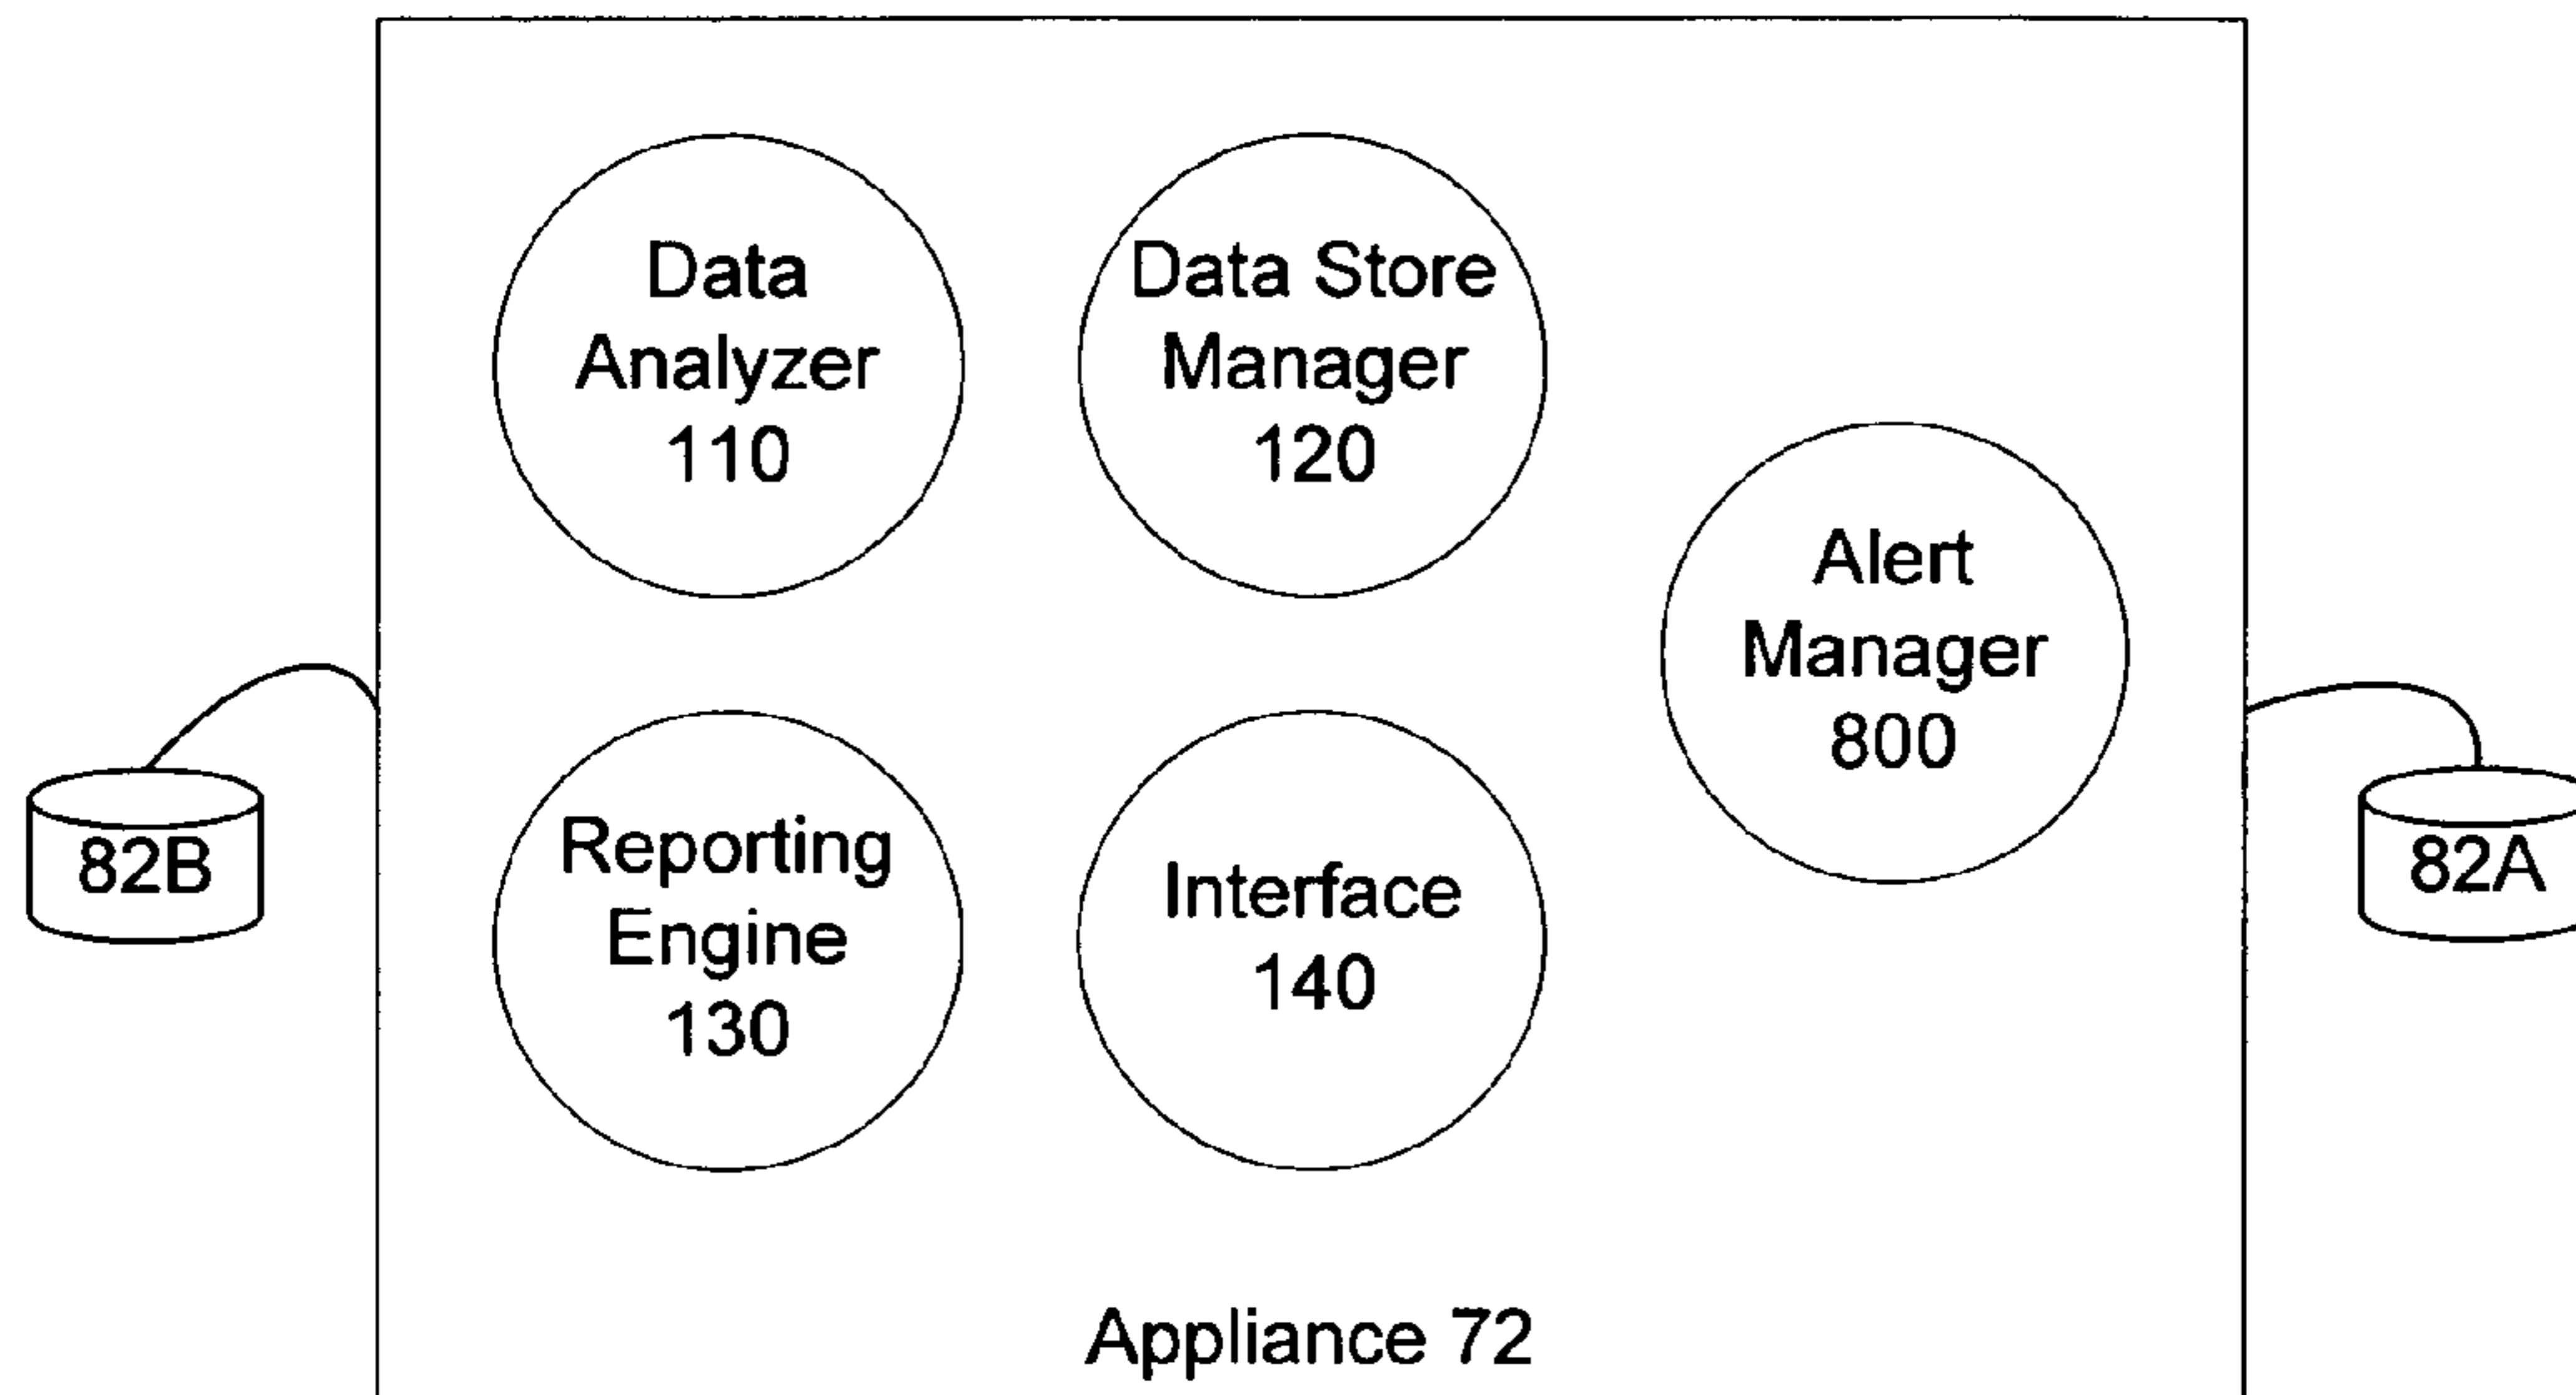 Data
Analyzer
110
Data Store
Manager
120
Alert
Manager
800
Reporting
Engine
130
Interface
140
82B
82A
Appliance 72